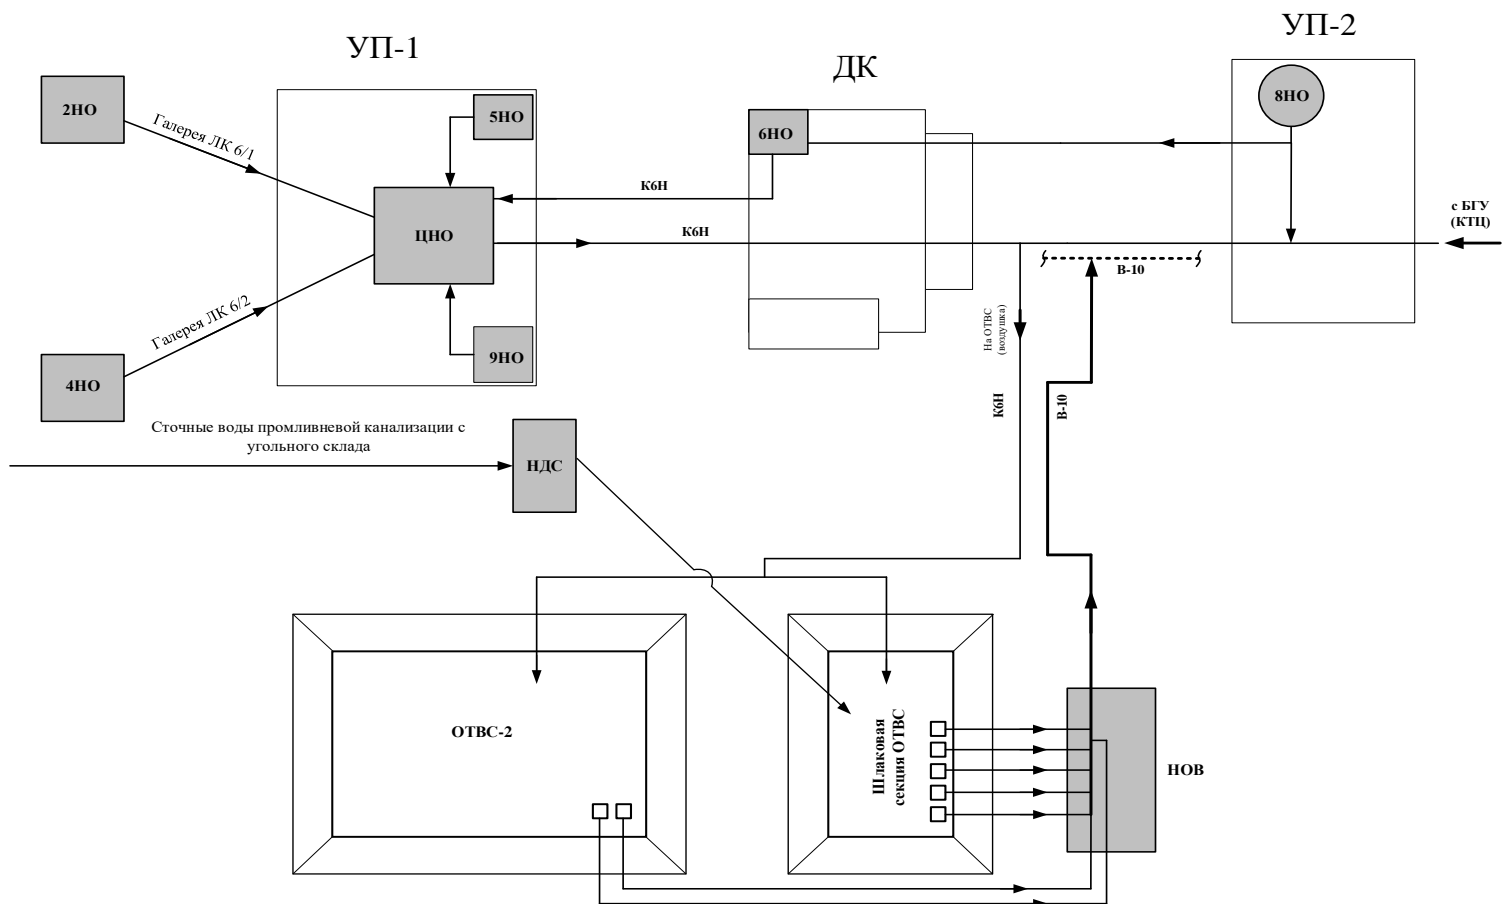 УП-1
ДК
УП-2
2НО
Галерея ЛК 6/1
5НО
6НО
8НО
К6Н
ЦНО
К6Н
с БГУ
(КТЦ)
В-10
Галерея ЛК 6/2
4НО
9НО
На ОТВС
(воздушка)
К6Н
В-10
Сточные воды промливневой канализации с
угольного склада
НДС
ОТВС-2
Шлаковая
секция ОТВС
НОВ